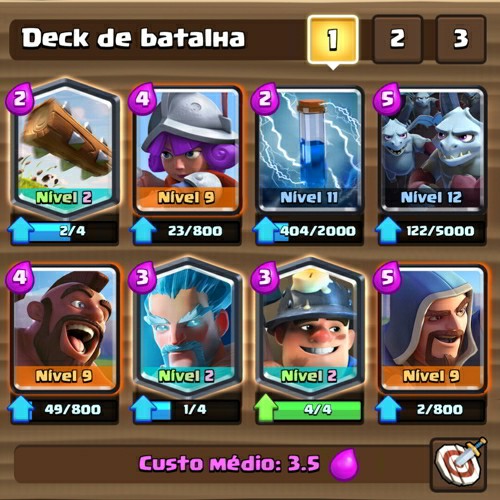 Deck de batalha
1
2
3
2
4
2
5
Nível 2
Nível 9
Nível 11
Nível 12
2/4
23/800
404/2000
122/5000
4
3
3
5
Nível 9
Nível 2
Nível 2
Nível 9
49/800
1/4
4/4
2/800
Custo Médio: 3.5